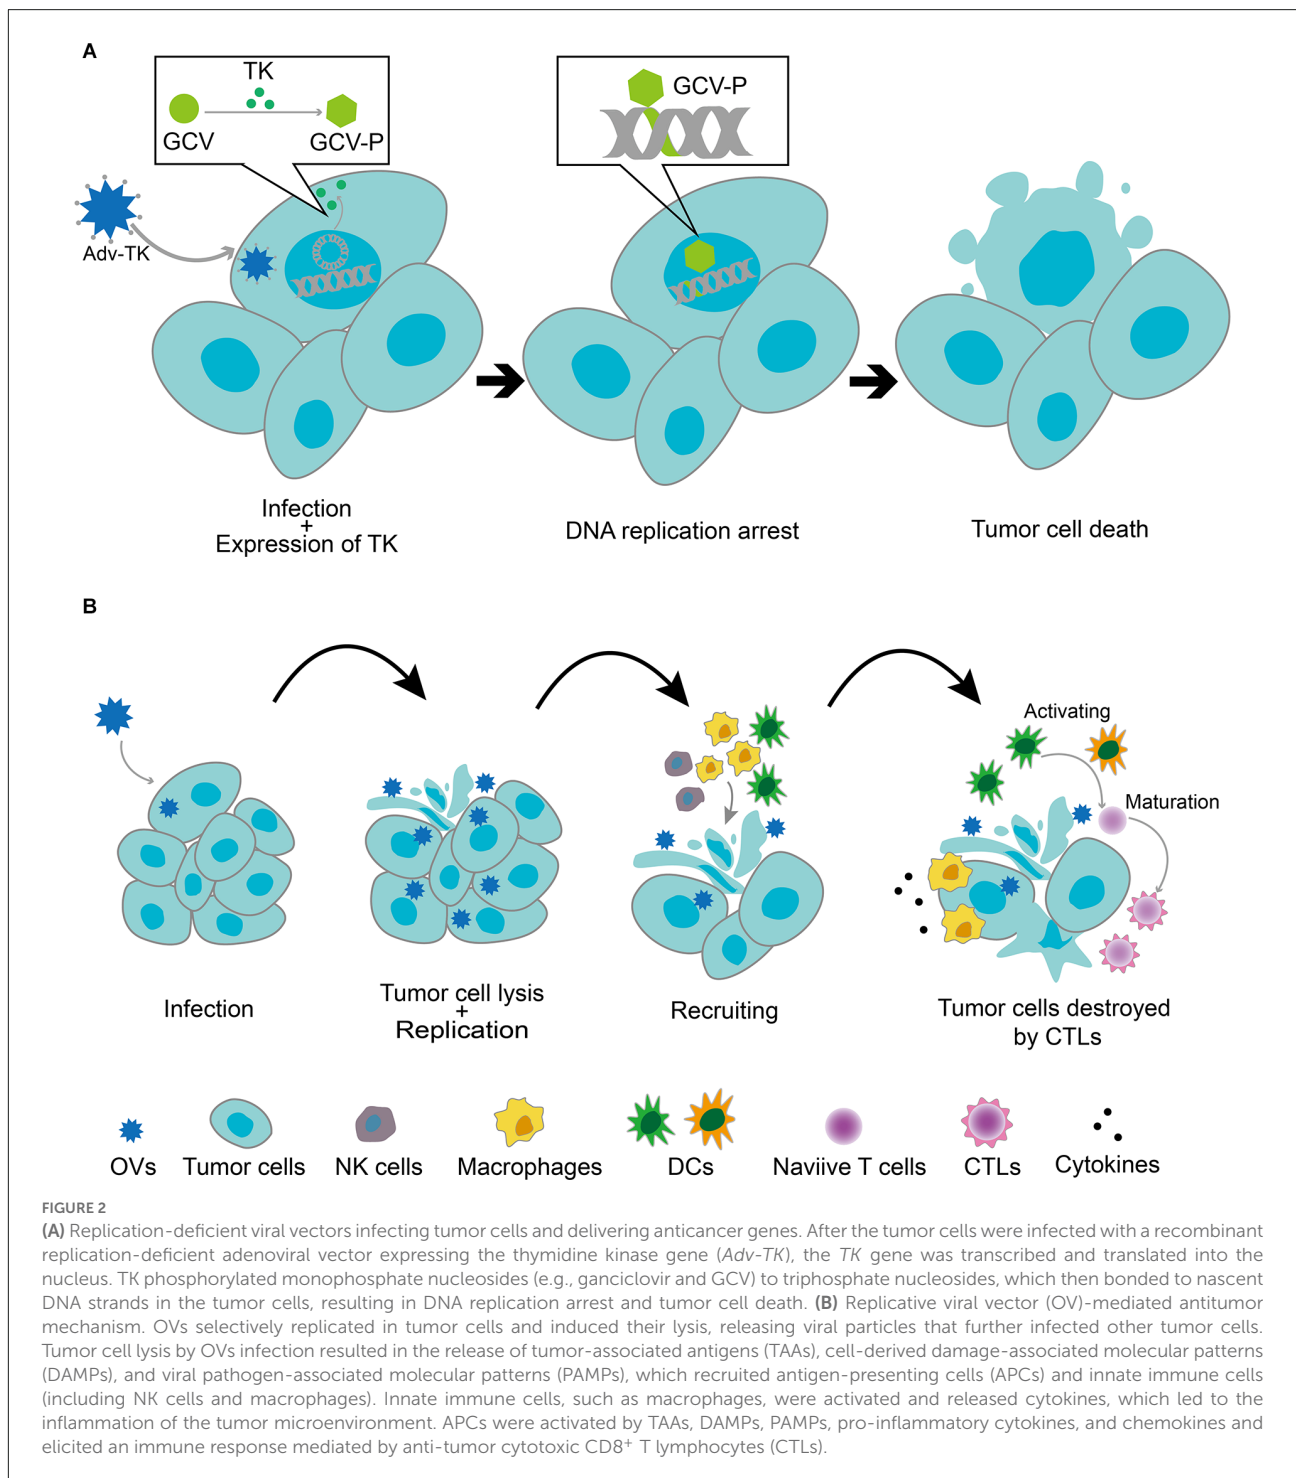 A
TK
GCV
GCV-P
GCV-P
Adv-TK
Infection
+
Expression of TK
DNA replication arrest
Tumor cell death
B
Activating
Maturation
Infection
Tumor cell lysis
+
Replication
Recruiting
Tumor cells destroyed
by CTLs
OVs
Tumor cells
NK cells
Macrophages
DCs
Naviive T cells
CTLs
Cytokines
FIGURE 2
(A) Replication-deficient viral vectors infecting tumor cells and delivering anticancer genes. After the tumor cells were infected with a recombinant
replication-deficient adenoviral vector expressing the thymidine kinase gene (Adv-TK), the TK gene was transcribed and translated into the
nucleus. TK phosphorylated monophosphate nucleosides (e.g., ganciclovir and GCV) to triphosphate nucleosides, which then bonded to nascent
DNA strands in the tumor cells, resulting in DNA replication arrest and tumor cell death. (B) Replicative viral vector (OV)-mediated antitumor
mechanism. OVs selectively replicated in tumor cells and induced their lysis, releasing viral particles that further infected other tumor cells.
Tumor cell lysis by OVs infection resulted in the release of tumor-associated antigens (TAAs), cell-derived damage-associated molecular patterns
(DAMPs), and viral pathogen-associated molecular patterns (PAMPs), which recruited antigen-presenting cells (APCs) and innate immune cells
(including NK cells and macrophages). Innate immune cells, such as macrophages, were activated and released cytokines, which led to the
inflammation of the tumor microenvironment. APCs were activated by TAAs, DAMPs, PAMPs, pro-inflammatory cytokines, and chemokines and
elicited an immune response mediated by anti-tumor cytotoxic CD8⁺ T lymphocytes (CTLs).